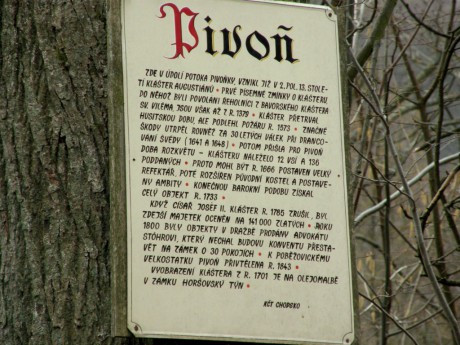 Pivoň
ZDE V ÚDOLÍ POTOKA PIVOŇKY, VZNIKL JIŽ V 2. POL. 13. STOLE-
TÍ KLÁŠTER AUGUSTIÁNŮ • PRVÉ PÍSEMNÉ ZMÍNKY O KLÁŠTERU,
DO NĚHOŽ BYLI POVOLÁNI ŘEHOLNÍCI Z BAVORSKÉHO KLÁŠTERA
SV. VILÉMA JSOU VŠAK AŽ Z R. 1379 • KLÁŠTER PŘETRVAL
HUSITSKOU DOBU, ALE PODLEHL POŽÁRU R. 1573 • ZNAČNÉ
ŠKODY UTRPĚL ROVNĚŽ ZA 30 LETÝCH VÁLEK PŘI DRANCO-
VANÍ ŠVÉDY (1641 A 1648) • POTOM PŘIŠLA PRO PIVOŇ
DOBA ROZKVĚTU – KLÁŠTERU NALEŽELO 12 VSÍ A 136
PODDANÝCH • PROTO MOHL BÝT R. 1666 POSTAVEN VELKÝ
REFEKTÁŘ, POTÉ ROZŠÍŘEN PŮVODNÍ KOSTEL A POSTAVE-
NY AMBITY • KONEČNOU BAROKNÍ PODOBU ZÍSKAL
CELÝ OBJEKT R. 1733 •
KDYŽ CÍSAŘ JOSEF II. KLÁŠTER R. 1785 ZRUŠIL, BYL
ZDEJŠÍ MAJETEK OCENĚN NA 141 000 ZLATÝCH • ROKU
1800 BYLY OBJEKTY V DRAŽBĚ PRODÁNY ADVOKÁTU
STÖHROVI, KTERÝ NECHAL BUDOVU KONVENTU PŘESTA-
VĚT NA ZÁMEK O 30 POKOJÍCH • K POBĚŽOVICKÉMU
VELKOSTATKU PIVOŇ PŘIVTĚLENA R. 1843 •
VYOBRAZENÍ KLÁŠTERA Z R. 1701 JE NA OLEJOMALBĚ
V ZÁMKU HORŠOVSKÝ TÝN •
KČT CHODSKO